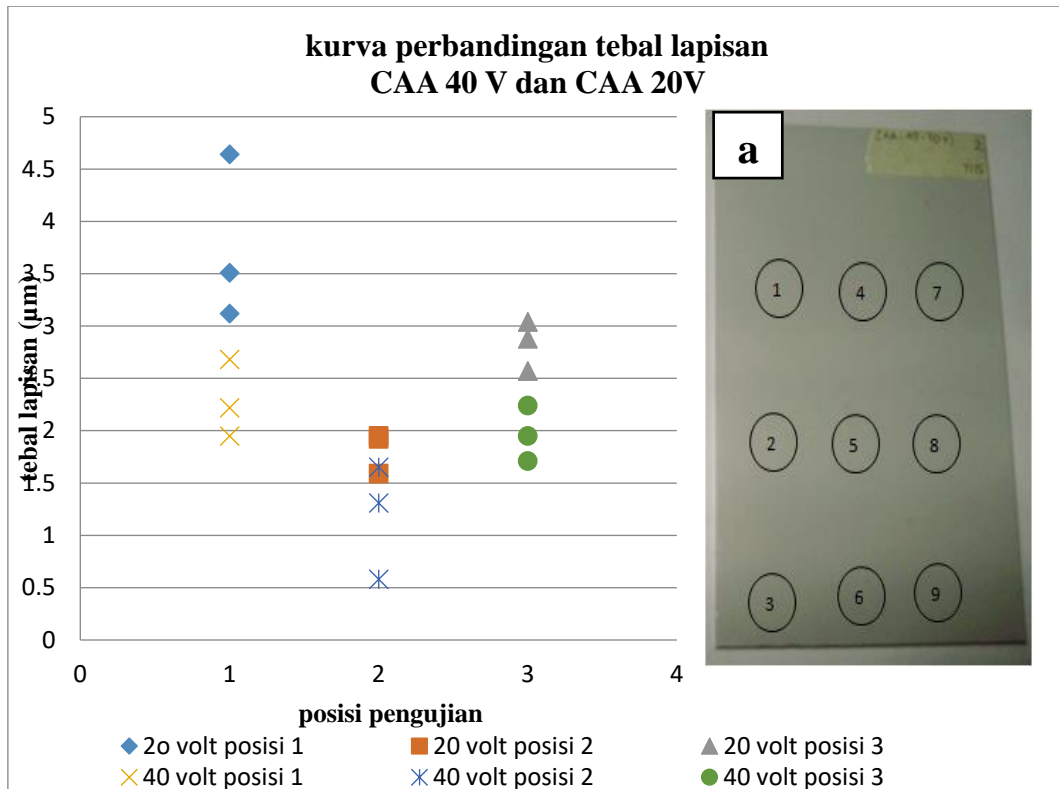 kurva perbandingan tebal lapisan
CAA 40 V dan CAA 20V
5
4.5
4
3.5
3
2.5
2
1.5
1
0.5
0
tebal lapisan (µm)
0 1 2 3 4
posisi pengujian
2o volt posisi 1 20 volt posisi 2 20 volt posisi 3
40 volt posisi 1 40 volt posisi 2 40 volt posisi 3
a
1 4 7
2 5 8
3 6 9